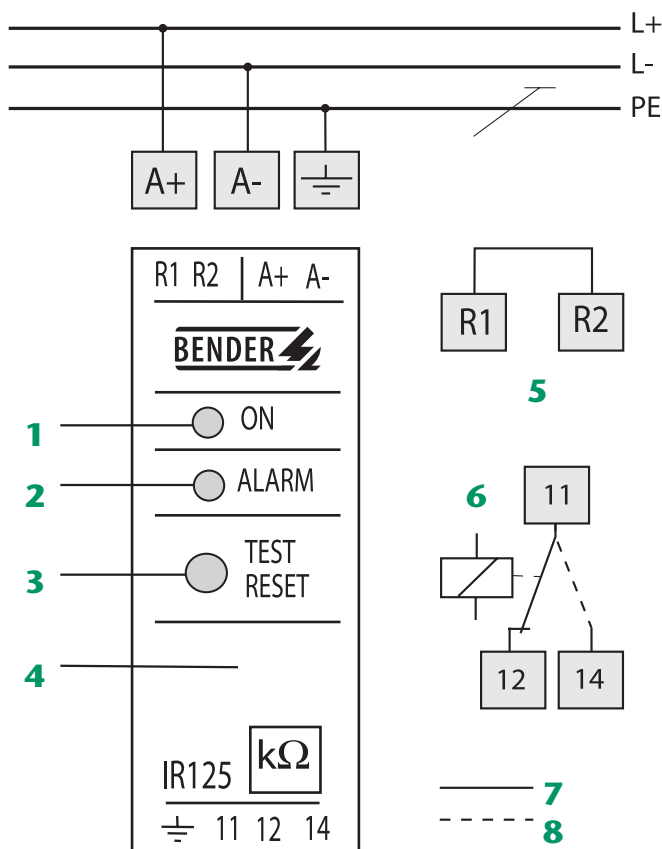 L+
L-
PE
A+ A-
R1 R2 A+ A-
BENDER
R1 R2
5
1 ON
2 ALARM
3 TEST
RESET
4
6 11
12 14
IR125 kΩ
11 12 14
7
8